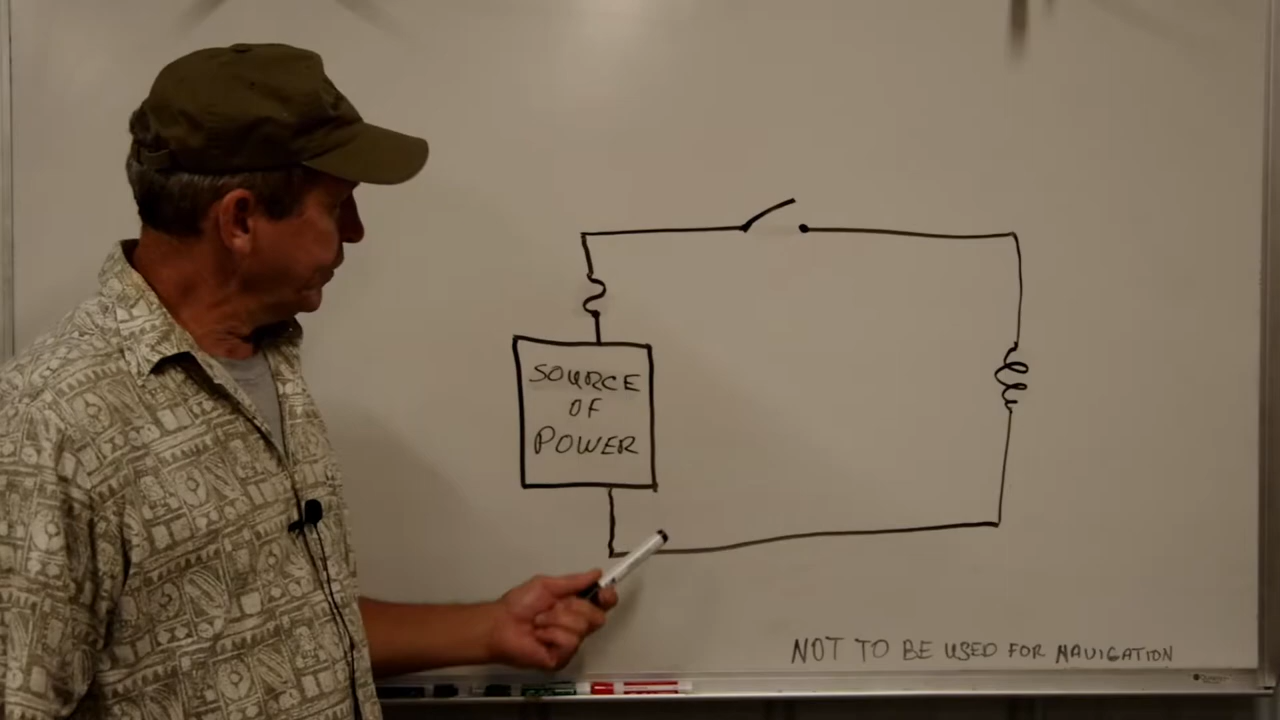 SOURCE
OF
POWER
NOT TO BE USED FOR NAVIGATION